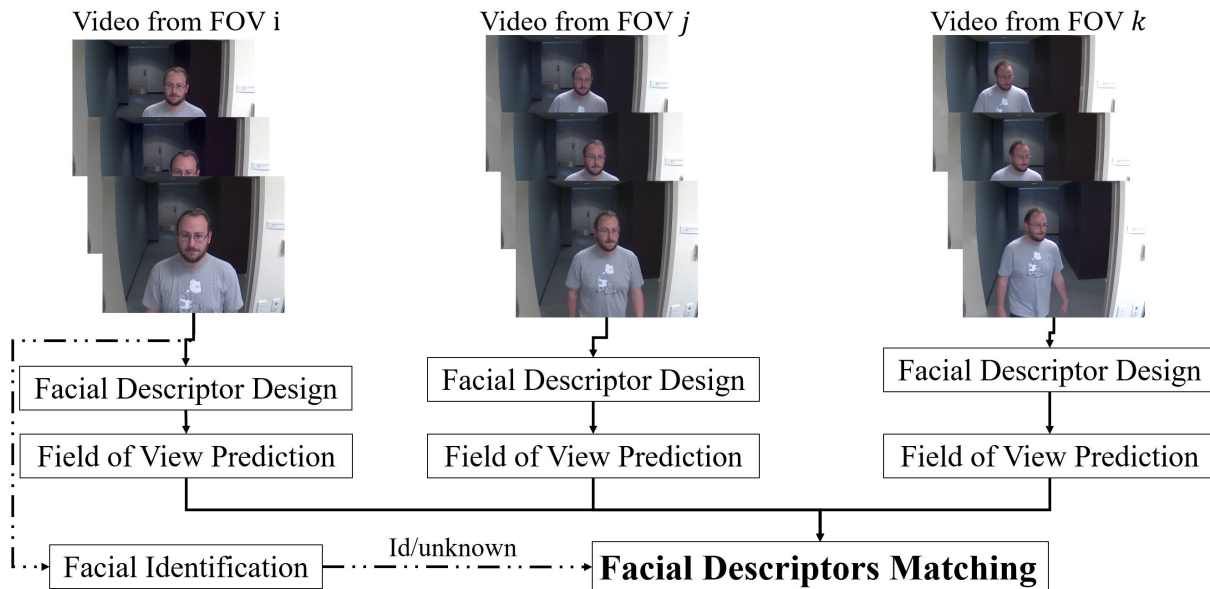 Video from FOV i
Video from FOV j
Video from FOV k
Facial Descriptor Design
Facial Descriptor Design
Facial Descriptor Design
Field of View Prediction
Field of View Prediction
Field of View Prediction
Id/unknown
Facial Identification
Facial Descriptors Matching